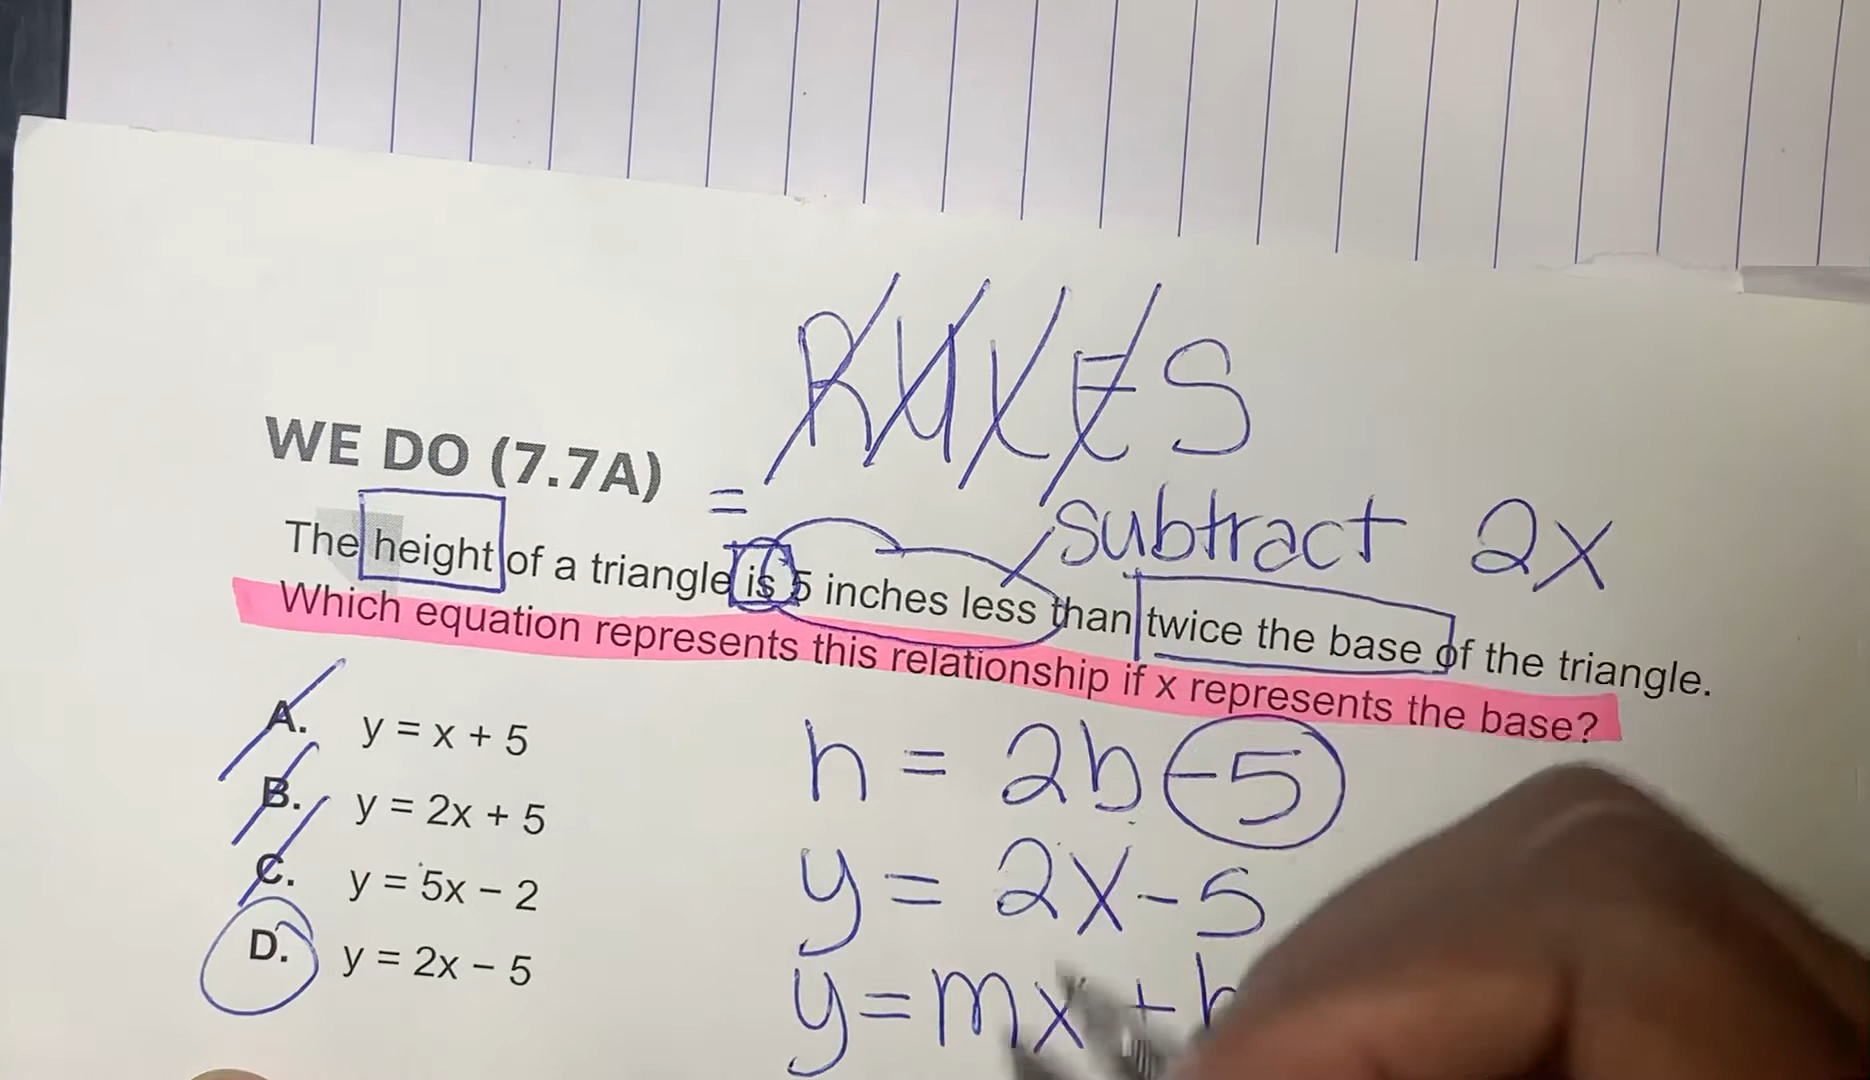 RULES
WE DO (7.7A)
= subtract 2x
The height of a triangle is 5 inches less than twice the base of the triangle.
Which equation represents this relationship if x represents the base?
A. y = x + 5
B. y = 2x + 5
C. y = 5x − 2
D. y = 2x − 5
h = 2b -5
y = 2x - 5
y = mx + b